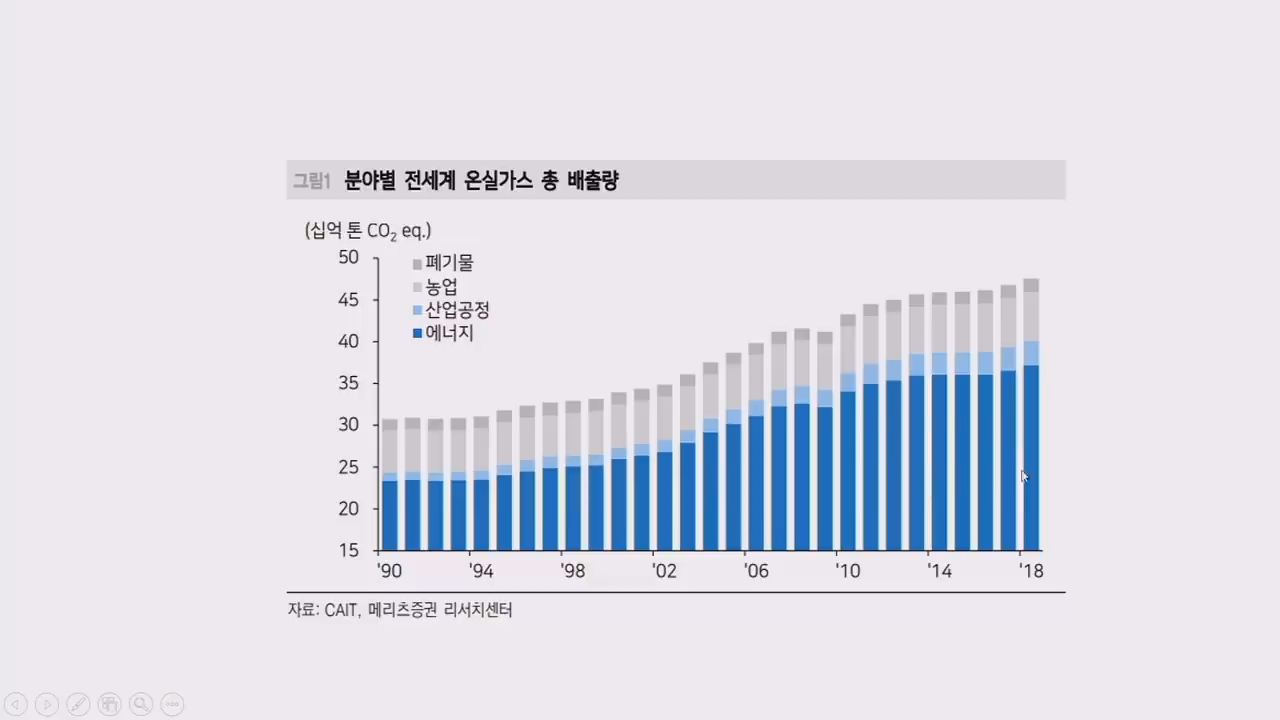 그림1 분야별 전세계 온실가스 총 배출량
(십억 톤 CO₂ eq.)
50
45
40
35
30
25
20
15
폐기물
농업
산업공정
에너지
'90 '94 '98 '02 '06 '10 '14 '18
자료: CAIT, 메리츠증권 리서치센터